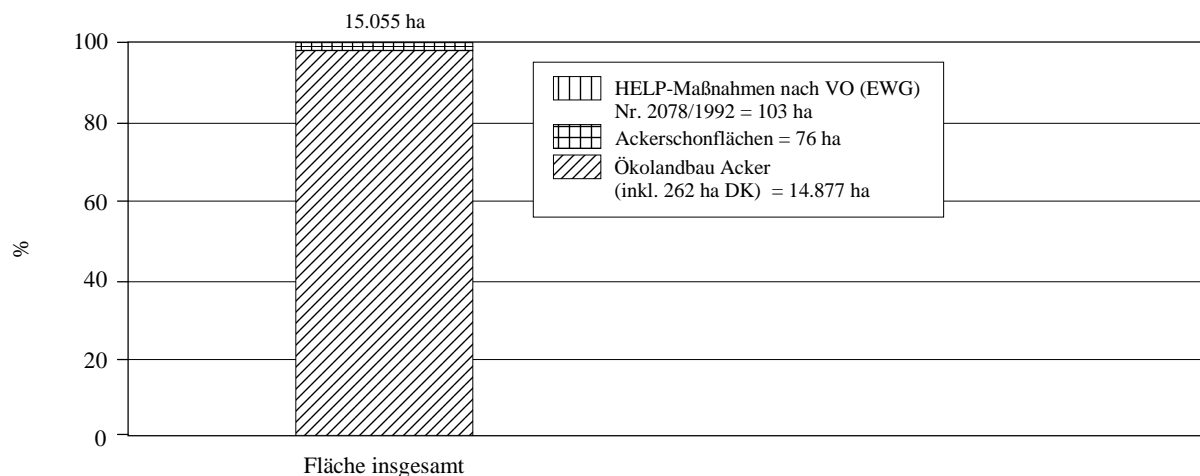 15.055 ha
100
80
60
40
20
0
%
HELP-Maßnahmen nach VO (EWG)
Nr. 2078/1992 = 103 ha
Ackerschonflächen = 76 ha
Ökolandbau Acker
(inkl. 262 ha DK) = 14.877 ha
Fläche insgesamt